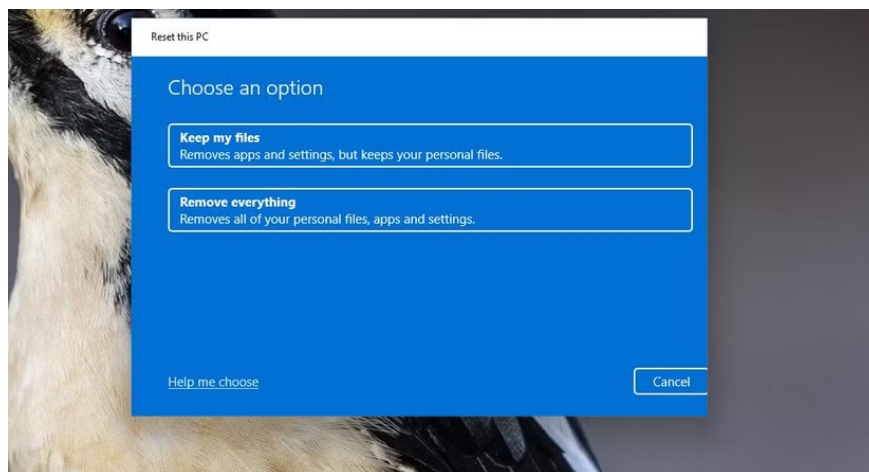 Reset this PC
Choose an option
Keep my files
Removes apps and settings, but keeps your personal files.
Remove everything
Removes all of your personal files, apps and settings.
Help me choose
Cancel